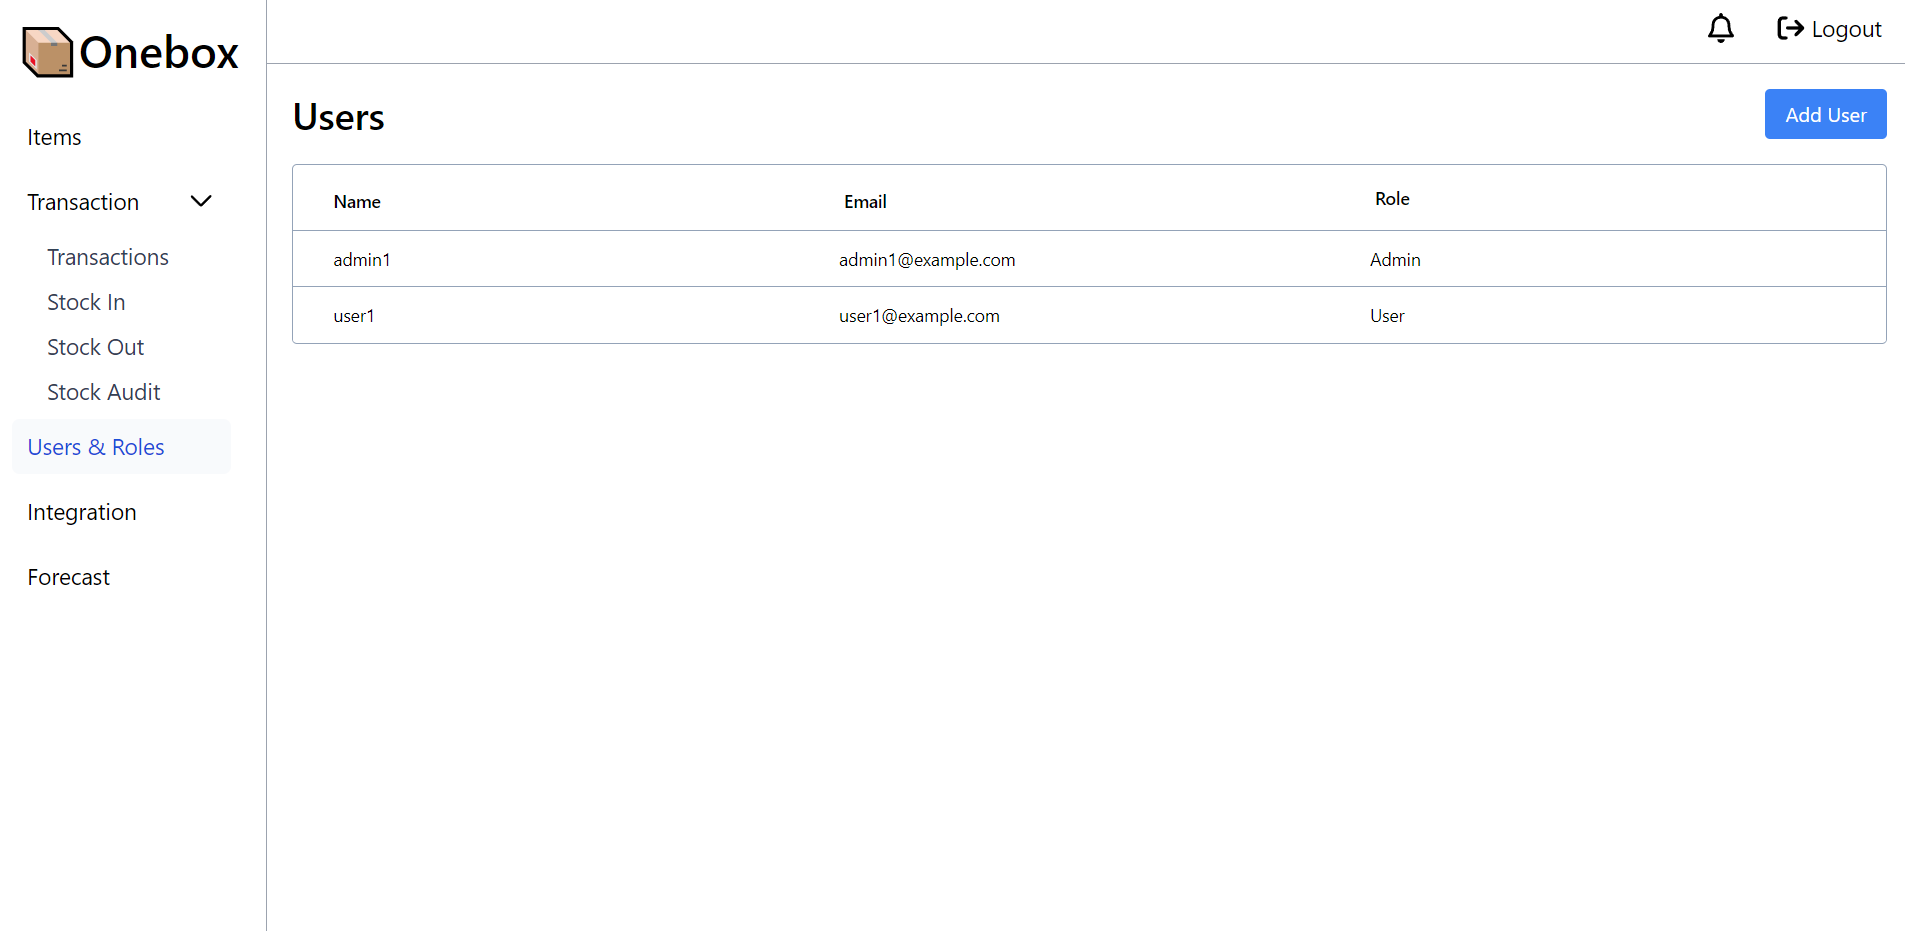 Onebox
Logout
Items
Transaction
Transactions
Stock In
Stock Out
Stock Audit
Users & Roles
Integration
Forecast
Users
Add User
Name Email Role
admin1 admin1@example.com Admin
user1 user1@example.com User